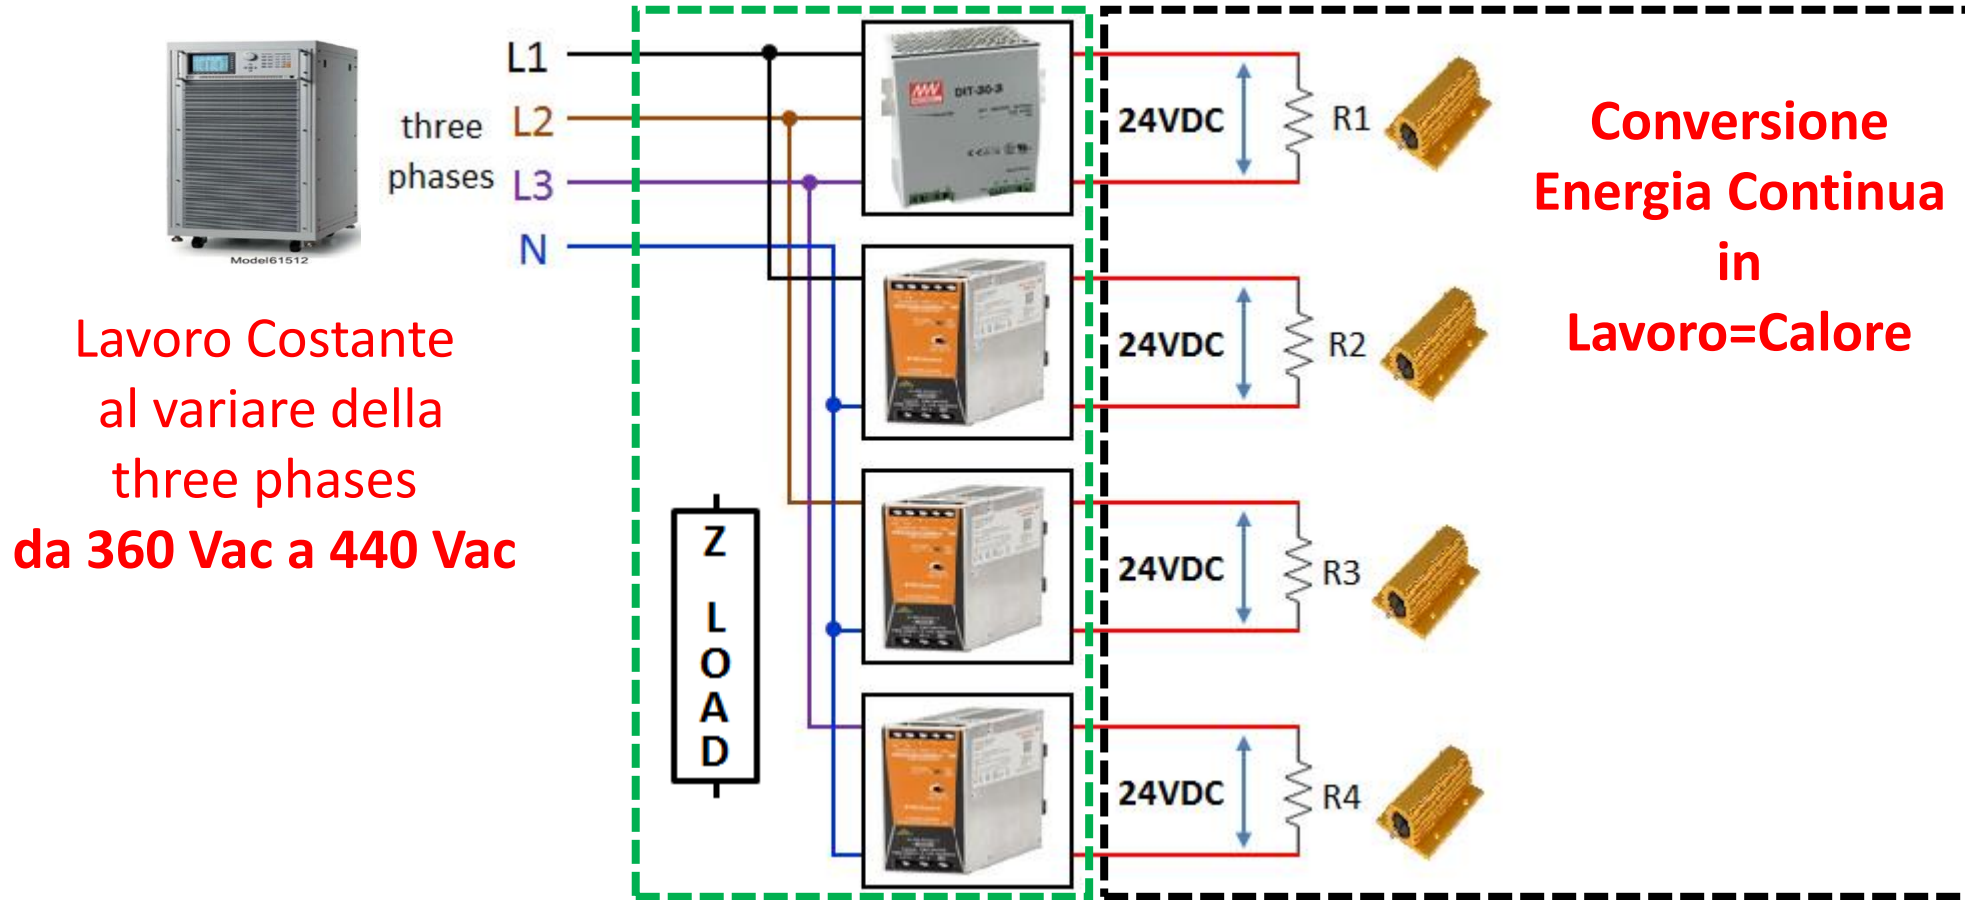 Model61512
three
phases
L1
L2
L3
N
Lavoro Costante
al variare della
three phases
da 360 Vac a 440 Vac
Z
L
O
A
D
MW
DIT-30-3
24VDC
R1
24VDC
R2
24VDC
R3
24VDC
R4
Conversione
Energia Continua
in
Lavoro=Calore